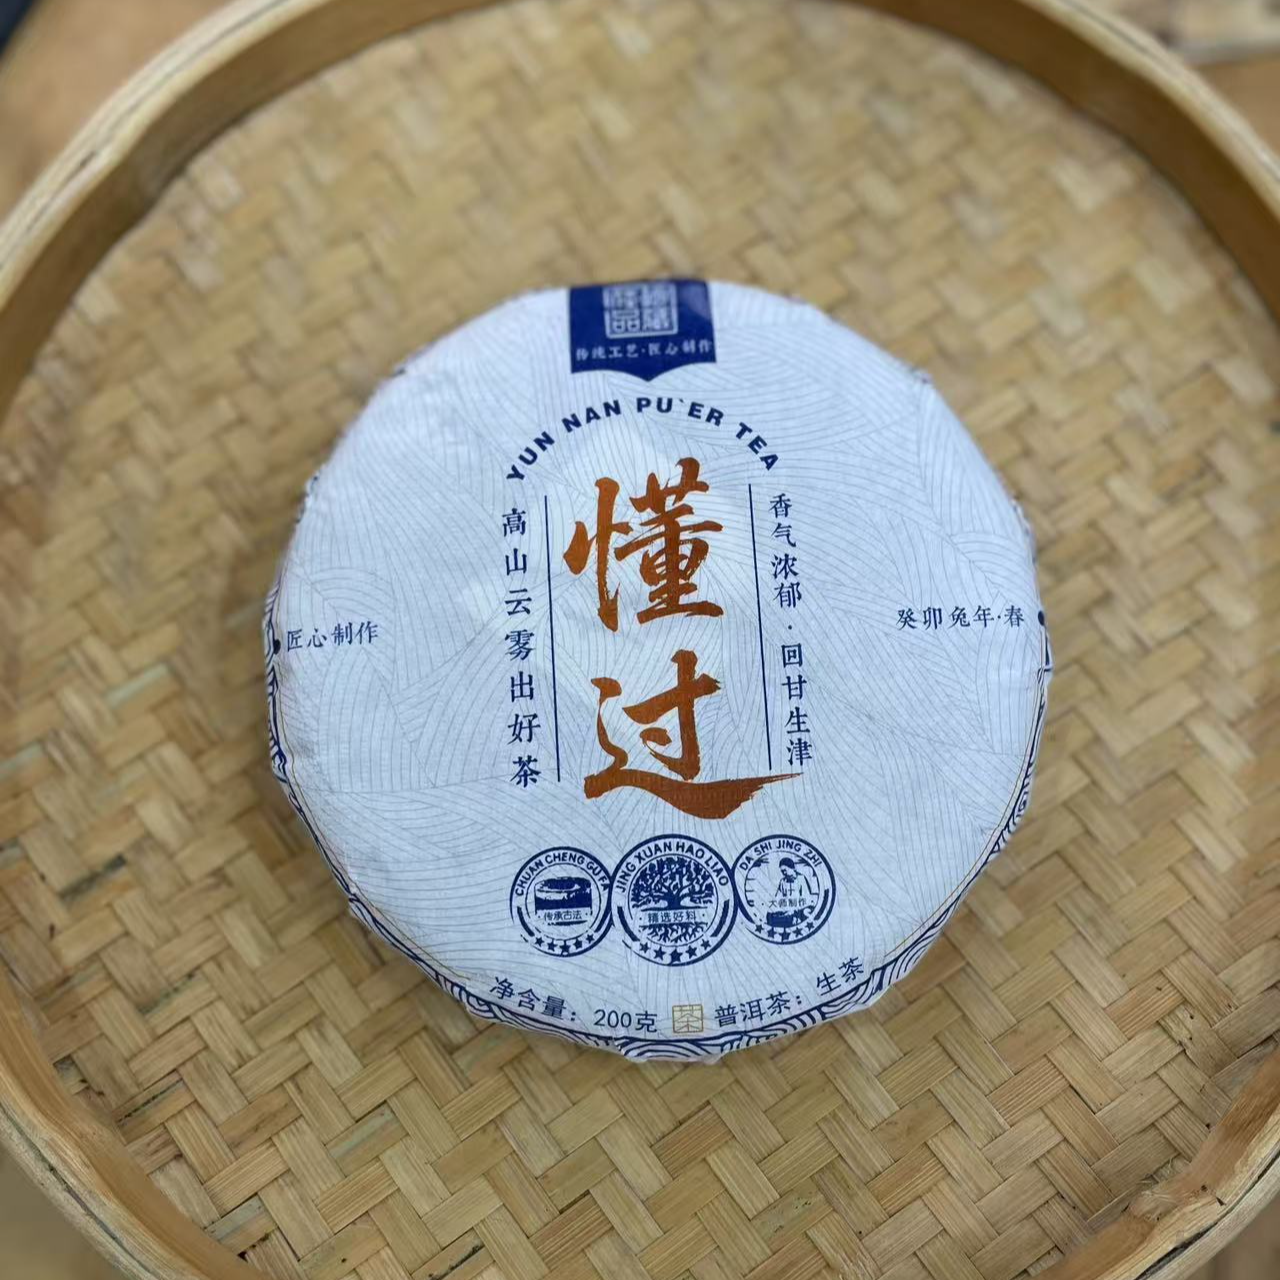 传统工艺·匠心制作
YUN NAN PU`ER TEA
高山云雾出好茶
懂过
香气浓郁·回甘生津
匠心制作
癸卯兔年·春
CHUAN CHENG GU FA
传承古法
JING XUAN HAO LIAO
精选好料
DA SHI JING ZHI
大师制作
净含量：200克
茶
普洱茶：生茶